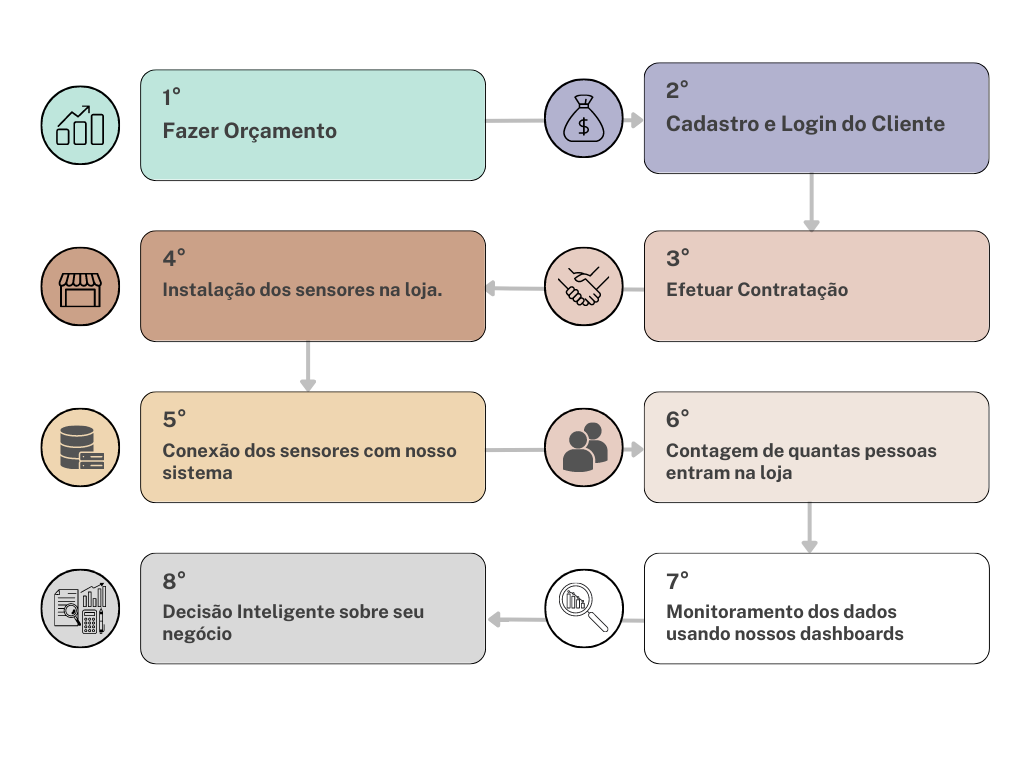 1°
Fazer Orçamento
2°
Cadastro e Login do Cliente
3°
Efetuar Contratação
4°
Instalação dos sensores na loja.
5°
Conexão dos sensores com nosso
sistema
6°
Contagem de quantas pessoas
entram na loja
7°
Monitoramento dos dados
usando nossos dashboards
8°
Decisão Inteligente sobre seu
negócio
$